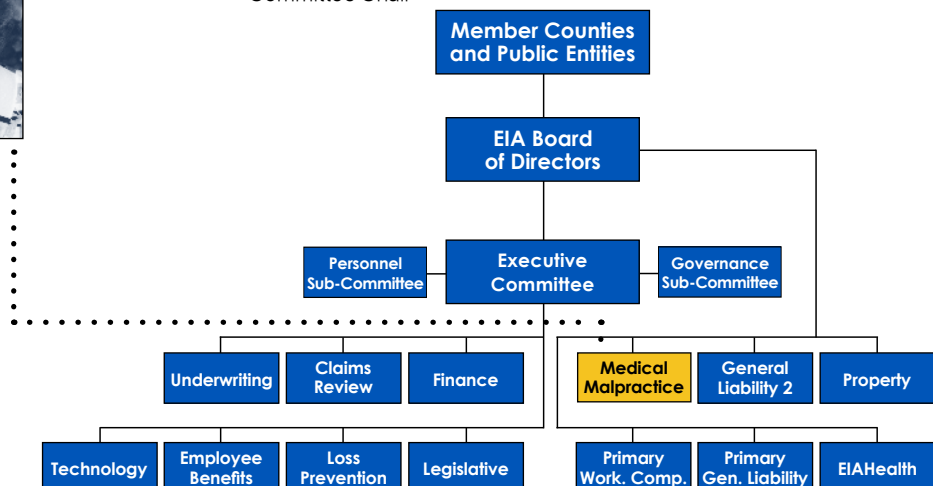 Committee Chair
Member Counties
and Public Entities
EIA Board
of Directors
Personnel
Sub-Committee
Executive
Committee
Governance
Sub-Committee
Underwriting
Claims
Review
Finance
Medical
Malpractice
General
Liability 2
Property
Technology
Employee
Benefits
Loss
Prevention
Legislative
Primary
Work. Comp.
Primary
Gen. Liability
EIAHealth